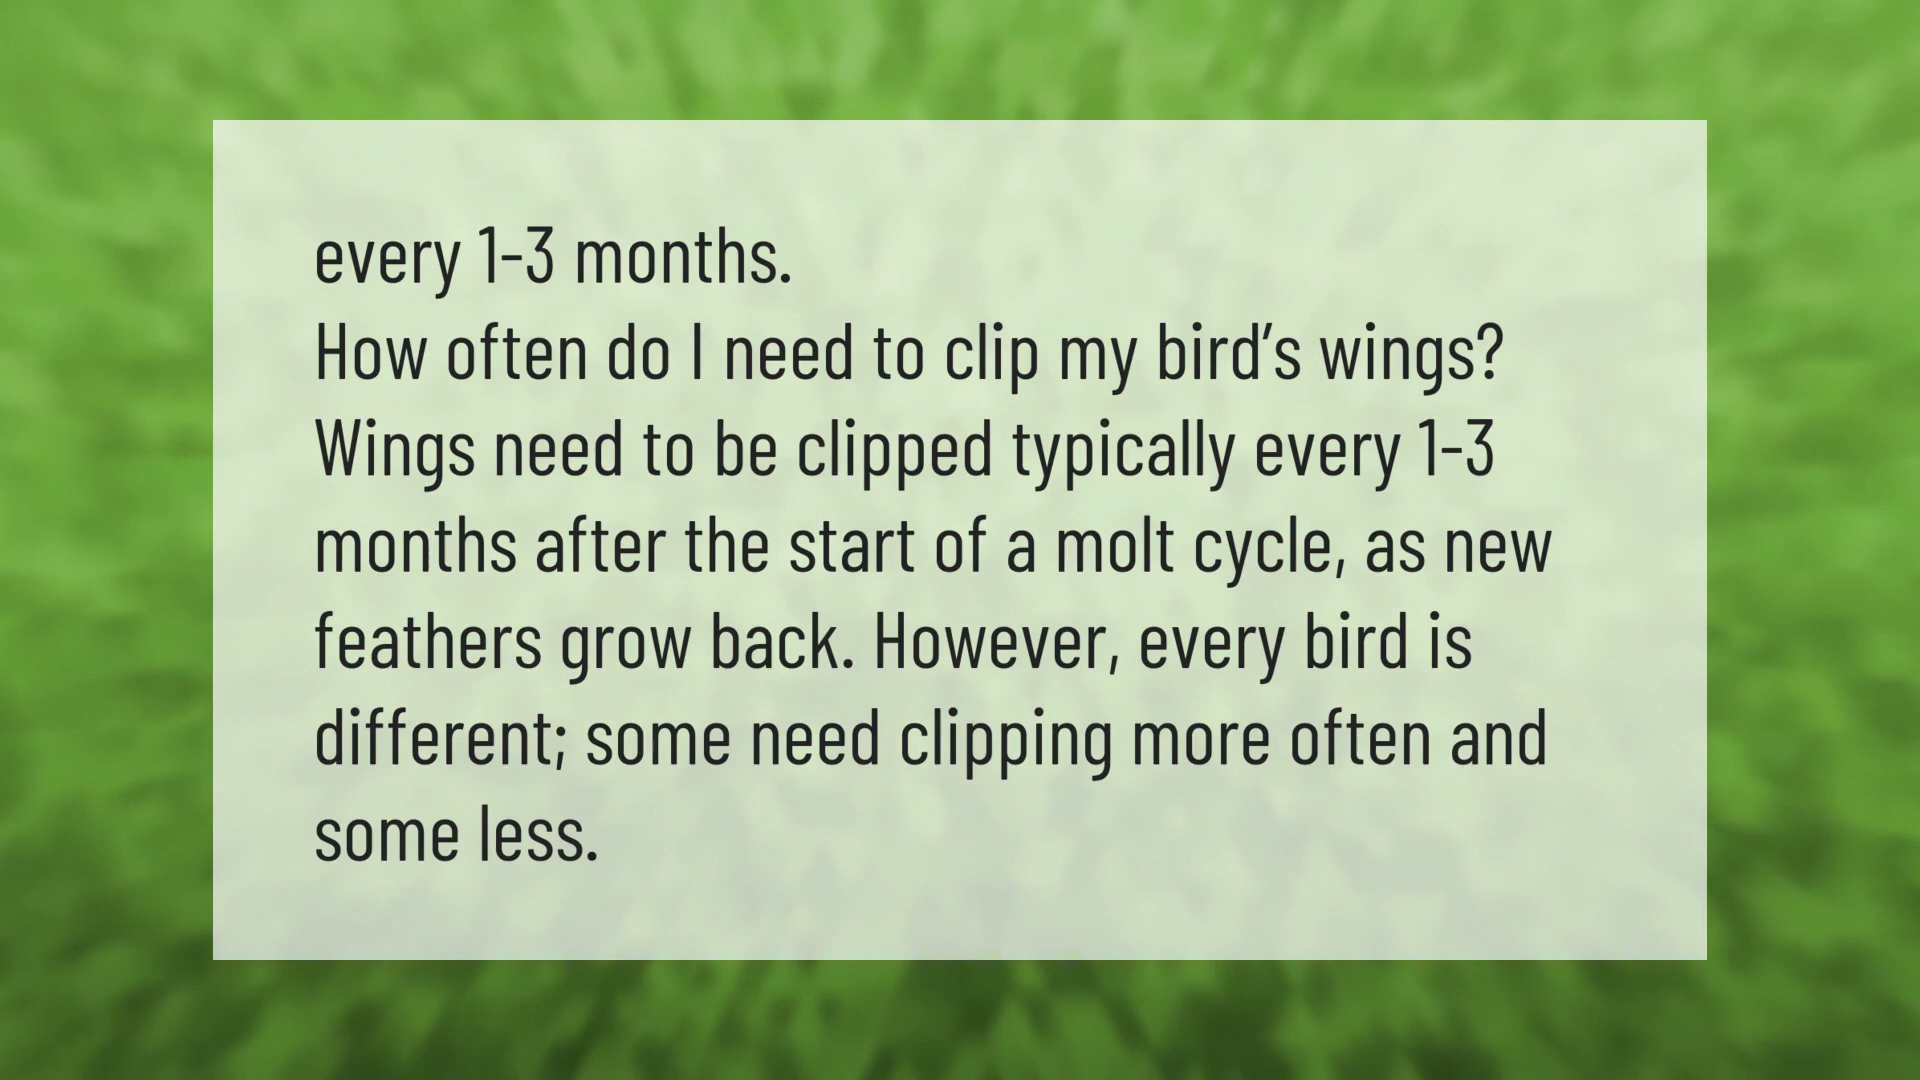 every 1-3 months.
How often do I need to clip my bird’s wings?
Wings need to be clipped typically every 1-3
months after the start of a molt cycle, as new
feathers grow back. However, every bird is
different; some need clipping more often and
some less.